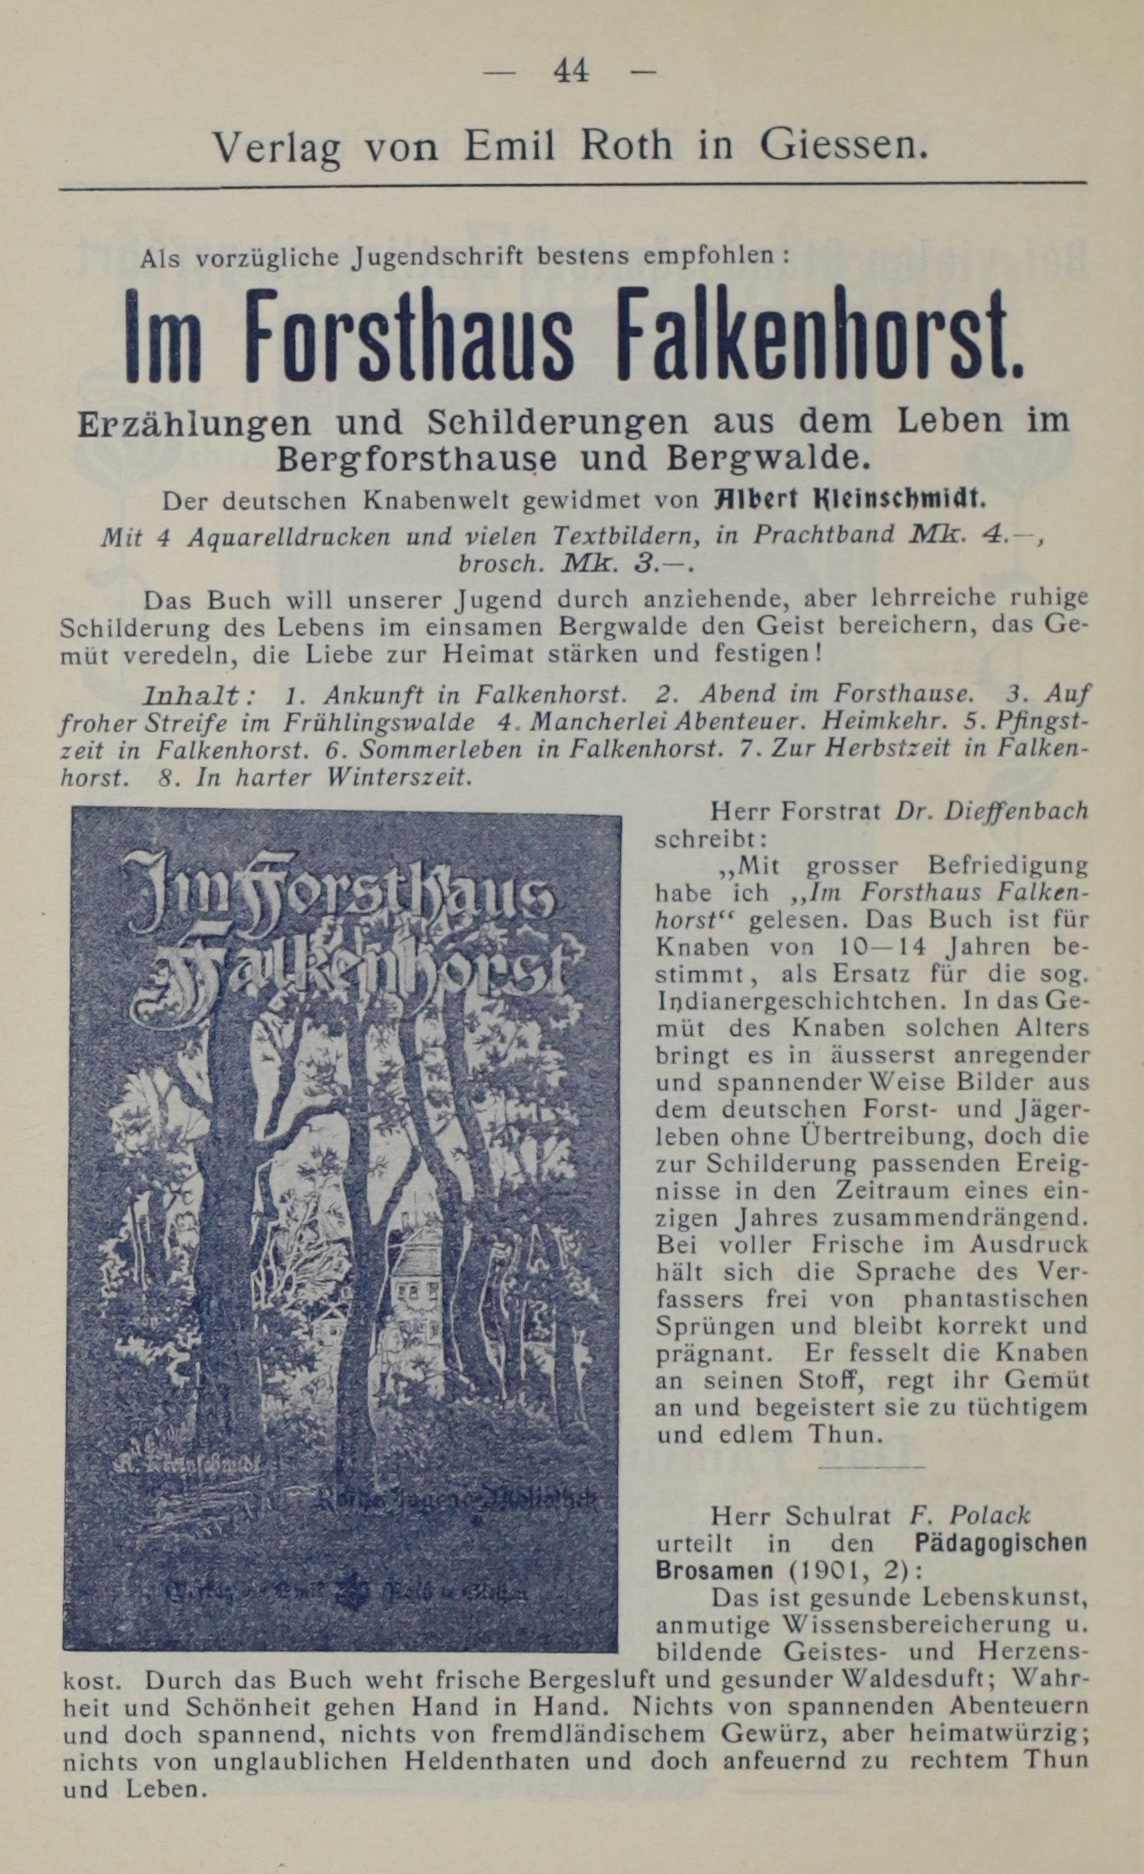 — 44 —
Verlag von Emil Roth in Giessen.
Als vorzügliche Jugendschrift bestens empfohlen:
Im Forsthaus Falkenhorst.
Erzählungen und Schilderungen aus dem Leben im
Bergforsthause und Bergwalde.
Der deutschen Knabenwelt gewidmet von Albert Kleinschmidt.
Mit 4 Aquarelldrucken und vielen Textbildern, in Prachtband Mk. 4.—,
brosch. Mk. 3.—.
Das Buch will unserer Jugend durch anziehende, aber lehrreiche ruhige
Schilderung des Lebens im einsamen Bergwalde den Geist bereichern, das Ge-
müt veredeln, die Liebe zur Heimat stärken und festigen!
Inhalt: 1. Ankunft in Falkenhorst. 2. Abend im Forsthause. 3. Auf
froher Streife im Frühlingswalde 4. Mancherlei Abenteuer. Heimkehr. 5. Pfingst-
zeit in Falkenhorst. 6. Sommerleben in Falkenhorst. 7. Zur Herbstzeit in Falken-
horst. 8. In harter Winterszeit.
Im Forsthaus
Falkenhorst
A. Kleinschmidt
Roths Jugend-Bibliothek
Verlag von Emil Roth in Giessen
Herr Forstrat Dr. Dieffenbach
schreibt:
„Mit grosser Befriedigung
habe ich „Im Forsthaus Falken-
horst“ gelesen. Das Buch ist für
Knaben von 10—14 Jahren be-
stimmt, als Ersatz für die sog.
Indianergeschichtchen. In das Ge-
müt des Knaben solchen Alters
bringt es in äusserst anregender
und spannender Weise Bilder aus
dem deutschen Forst- und Jäger-
leben ohne Übertreibung, doch die
zur Schilderung passenden Ereig-
nisse in den Zeitraum eines ein-
zigen Jahres zusammendrängend.
Bei voller Frische im Ausdruck
hält sich die Sprache des Ver-
fassers frei von phantastischen
Sprüngen und bleibt korrekt und
prägnant. Er fesselt die Knaben
an seinen Stoff, regt ihr Gemüt
an und begeistert sie zu tüchtigem
und edlem Thun.
Herr Schulrat F. Polack
urteilt in den Pädagogischen
Brosamen (1901, 2):
Das ist gesunde Lebenskunst,
anmutige Wissensbereicherung u.
bildende Geistes- und Herzens-
kost. Durch das Buch weht frische Bergesluft und gesunder Waldesduft; Wahr-
heit und Schönheit gehen Hand in Hand. Nichts von spannenden Abenteuern
und doch spannend, nichts von fremdländischem Gewürz, aber heimatwürzig;
nichts von unglaublichen Heldenthaten und doch anfeuernd zu rechtem Thun
und Leben.